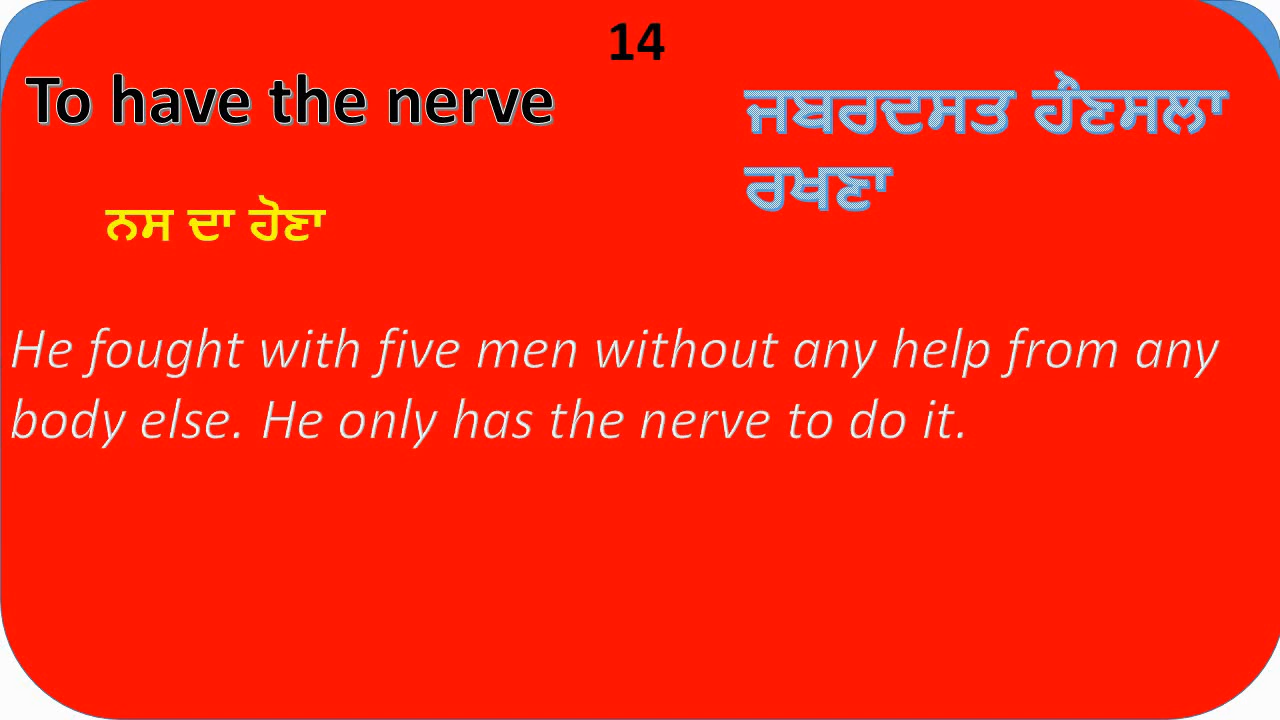 14
To have the nerve
ਜਬਰਦਸਤ ਹੌਂਣਸਲਾ
ਰਖਣਾ
ਨਸ ਦਾ ਹੋਣਾ
He fought with five men without any help from any
body else. He only has the nerve to do it.